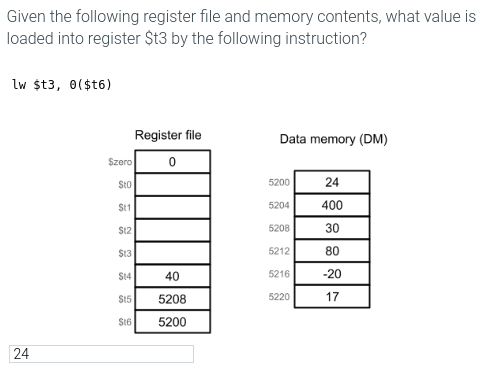 Given the following register file and memory contents, what value is
loaded into register $t3 by the following instruction?
lw $t3, 0($t6)
Register file
$zero 0
$t0
$t1
$t2
$t3
$t4 40
$t5 5208
$t6 5200
Data memory (DM)
5200 24
5204 400
5208 30
5212 80
5216 -20
5220 17
24